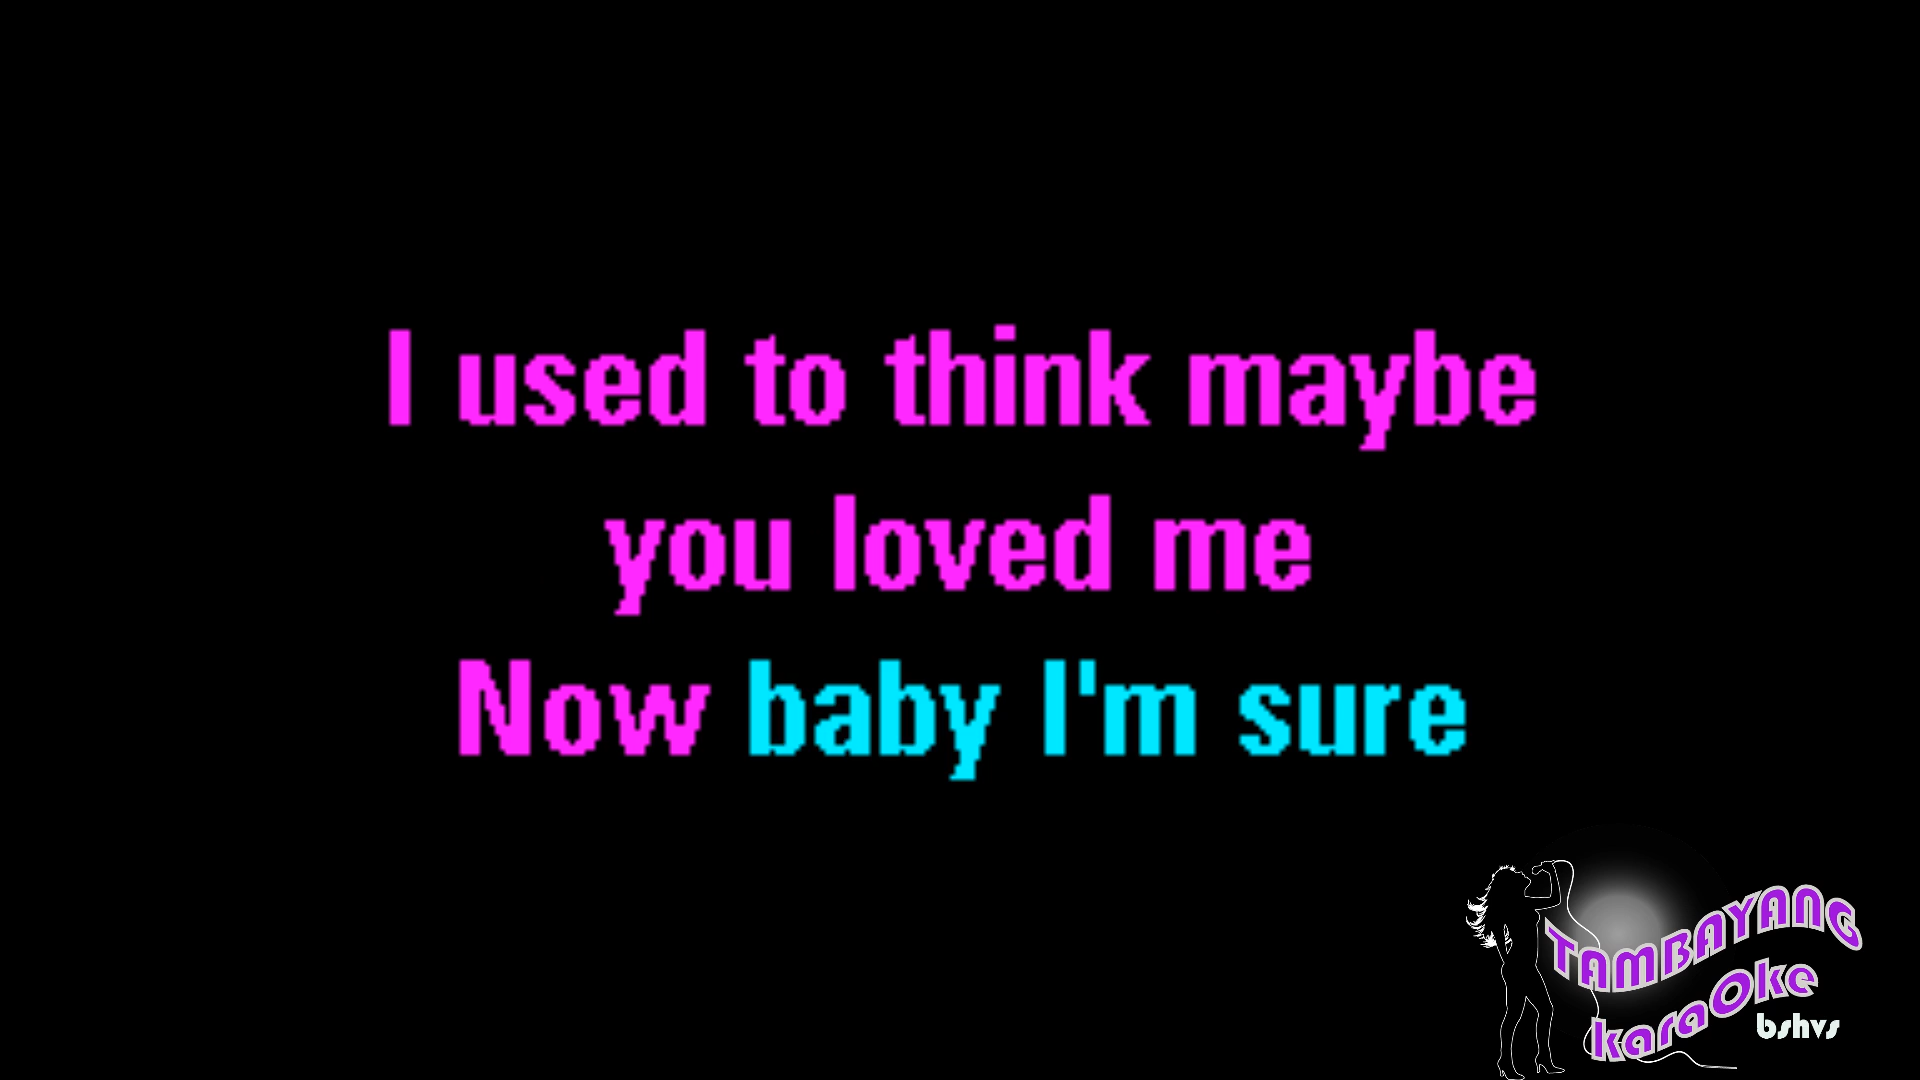 I used to think maybe
you loved me
Now baby I'm sure
TAMBAYANG
karaOke
bshvs